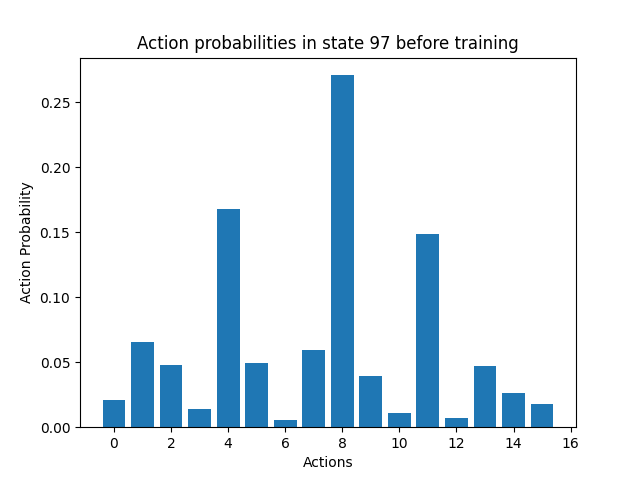 Action probabilities in state 97 before training
0.25
0.20
0.15
0.10
0.05
0.00
Action Probability
0 2 4 6 8 10 12 14 16
Actions